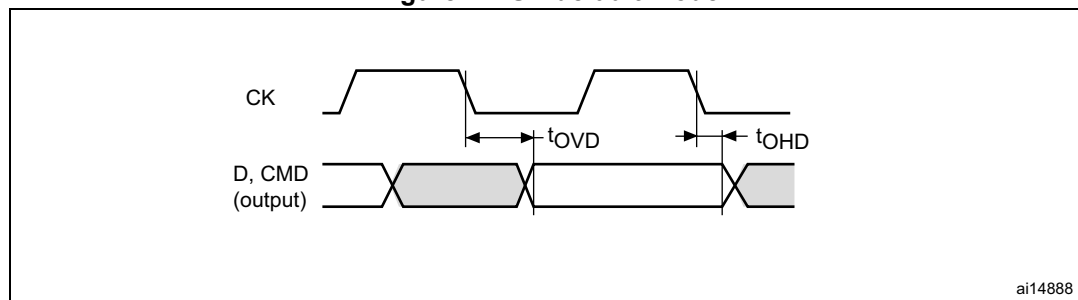 CK
tOVD
tOHD
D, CMD
(output)
ai14888